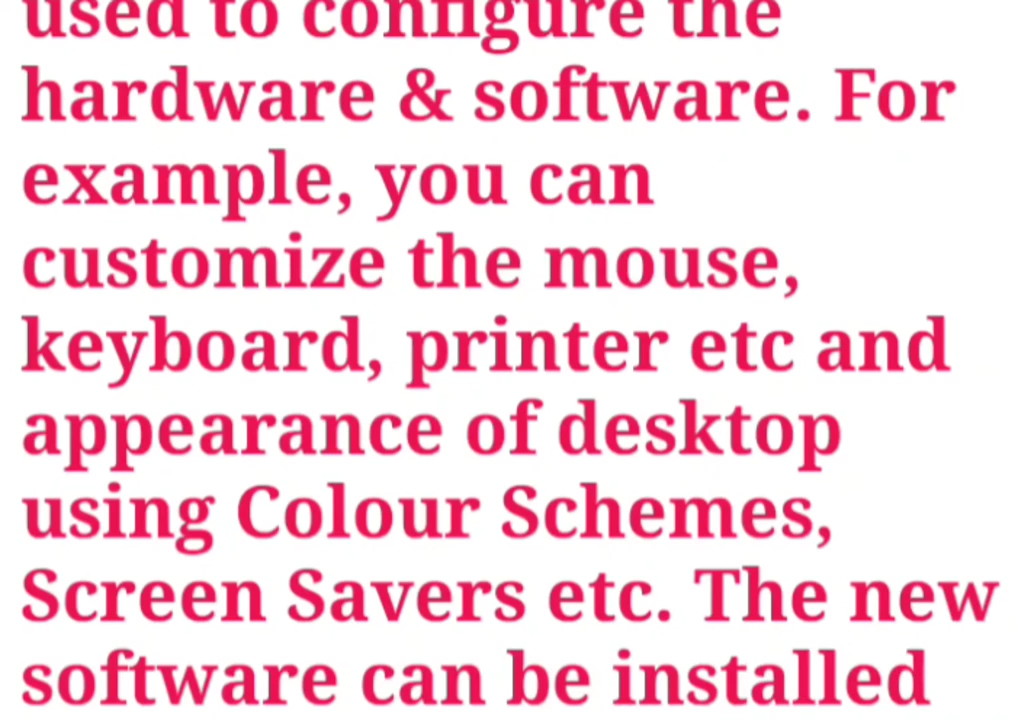 used to configure the
hardware & software. For
example, you can
customize the mouse,
keyboard, printer etc and
appearance of desktop
using Colour Schemes,
Screen Savers etc. The new
software can be installed